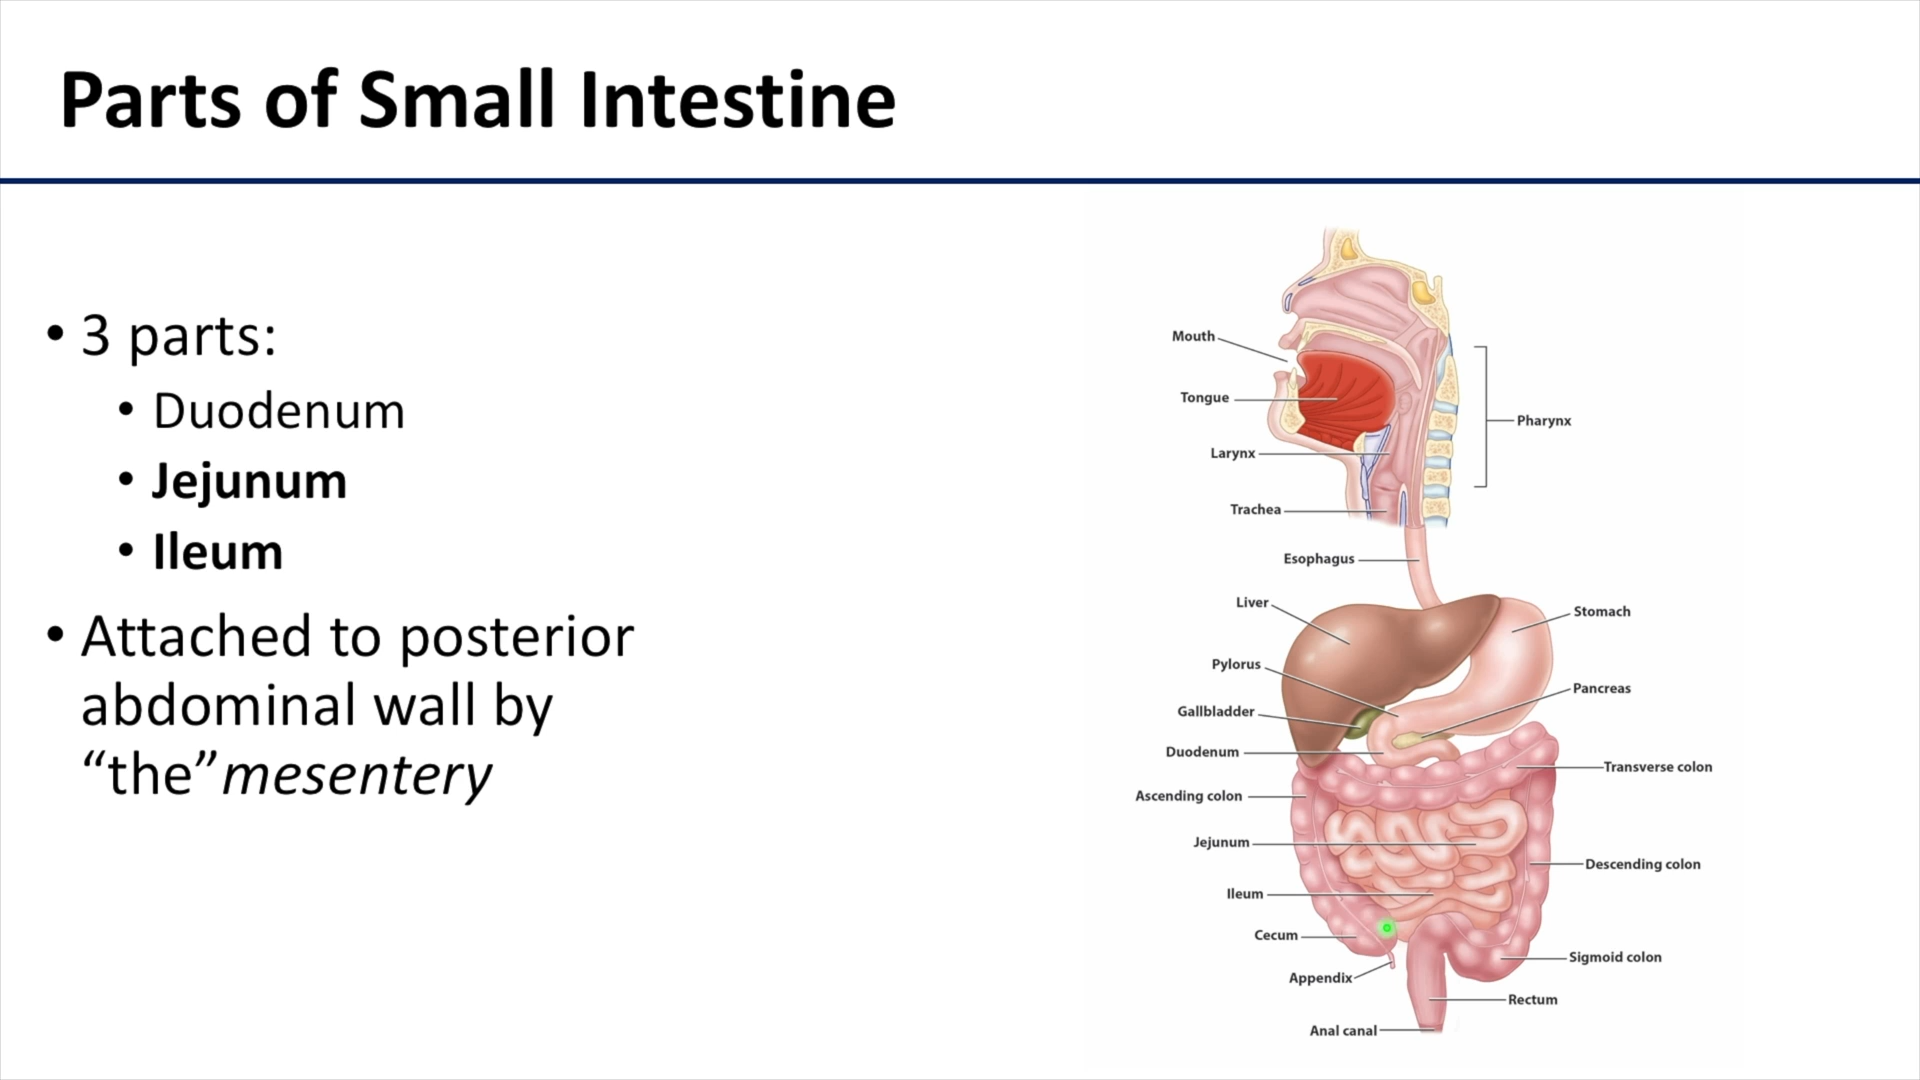 Parts of Small Intestine
• 3 parts:
• Duodenum
• Jejunum
• Ileum
• Attached to posterior
abdominal wall by
“the”mesentery
Mouth
Tongue
Pharynx
Larynx
Trachea
Esophagus
Liver
Stomach
Pylorus
Pancreas
Gallbladder
Duodenum
Transverse colon
Ascending colon
Jejunum
Descending colon
Ileum
Cecum
Sigmoid colon
Appendix
Rectum
Anal canal